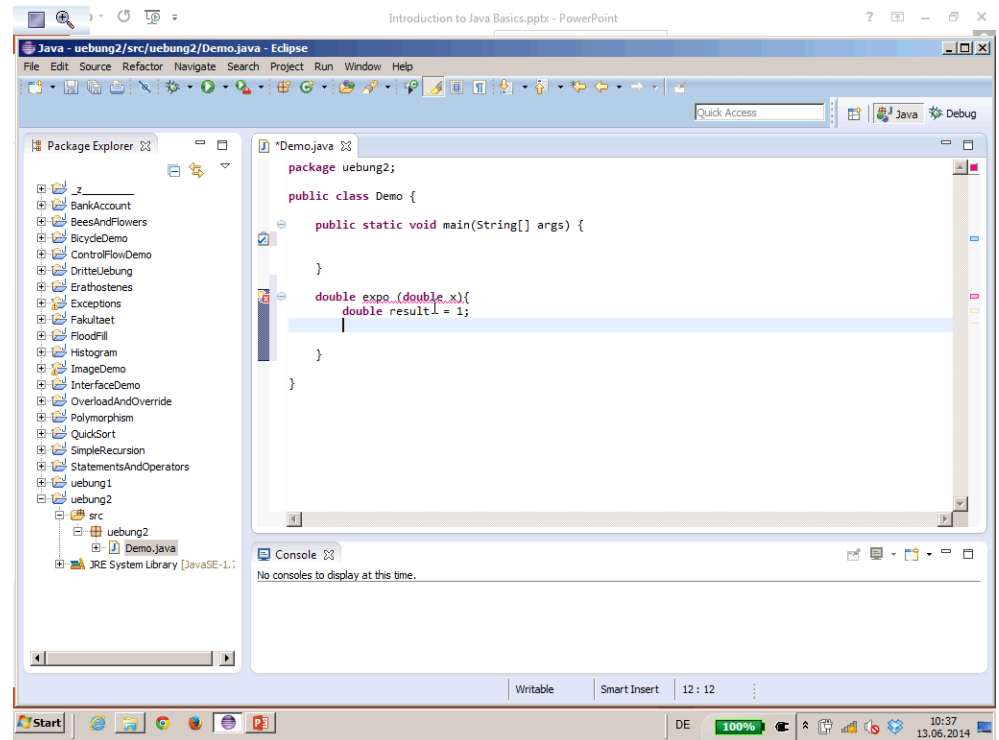 Introduction to Java Basics.pptx - PowerPoint
Java - uebung2/src/uebung2/Demo.java - Eclipse
File Edit Source Refactor Navigate Search Project Run Window Help
Quick Access
Java
Debug
Package Explorer
_z_________
BankAccount
BeesAndFlowers
BicycleDemo
ControlFlowDemo
DritteUebung
Erathostenes
Exceptions
Fakultaet
FloodFill
Histogram
ImageDemo
InterfaceDemo
OverloadAndOverride
Polymorphism
QuickSort
SimpleRecursion
StatementsAndOperators
uebung1
uebung2
src
uebung2
Demo.java
JRE System Library [JavaSE-1.7
*Demo.java
package uebung2;
public class Demo {
public static void main(String[] args) {
}
double expo (double x){
double result = 1;
}
}
Console
No consoles to display at this time.
Writable
Smart Insert
12 : 12
Start
DE
100%
10:37
13.06.2014